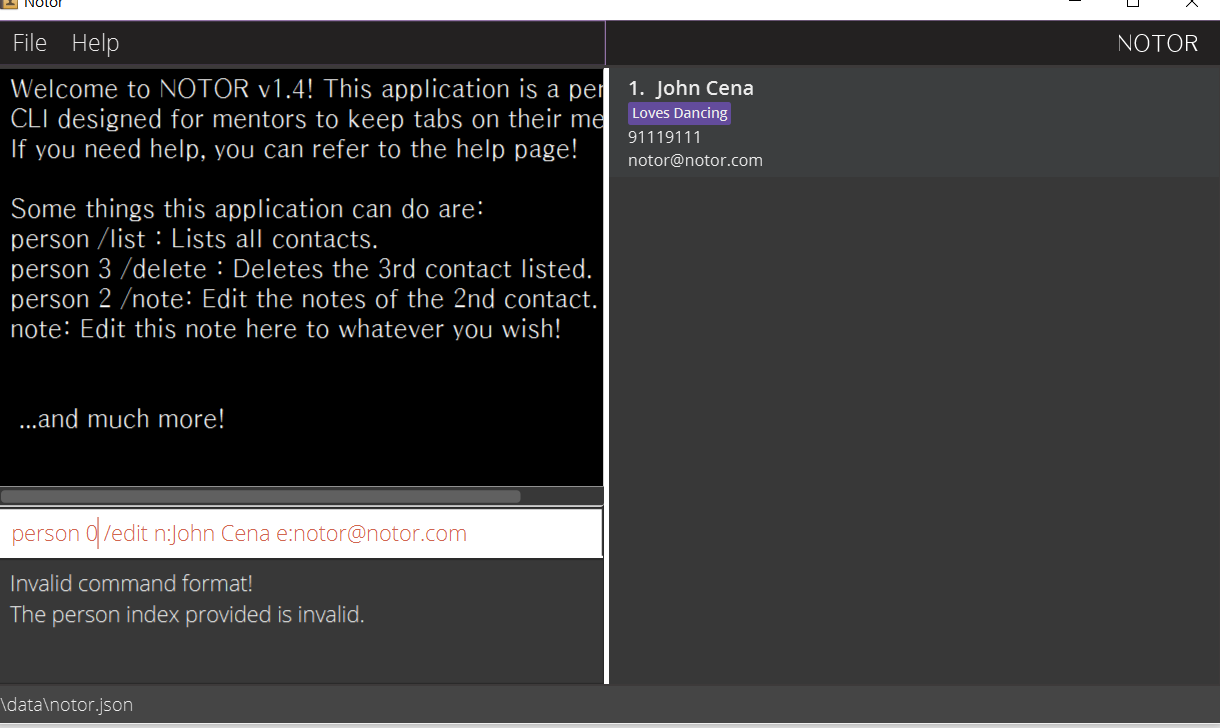 Notor
File Help
NOTOR
Welcome to NOTOR v1.4! This application is a
CLI designed for mentors to keep tabs on their
If you need help, you can refer to the help page!
Some things this application can do are:
person /list : Lists all contacts.
person 3 /delete : Deletes the 3rd contact listed.
person 2 /note: Edit the notes of the 2nd contact.
note: Edit this note here to whatever you wish!
...and much more!
person 0 /edit n:John Cena e:notor@notor.com
Invalid command format!
The person index provided is invalid.
1. John Cena
Loves Dancing
91119111
notor@notor.com
\data\notor.json